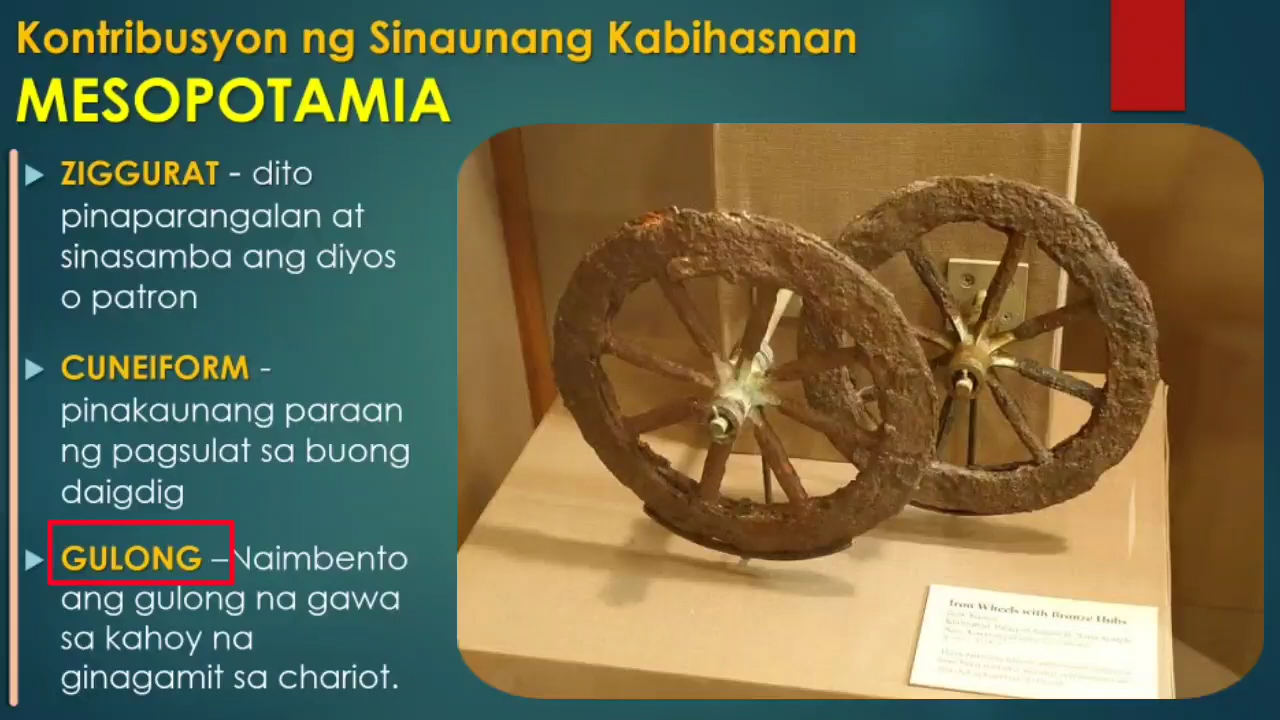 Kontribusyon ng Sinaunang Kabihasnan
MESOPOTAMIA
ZIGGURAT - dito
pinaparangalan at
sinasamba ang diyos
o patron
CUNEIFORM -
pinakaunang paraan
ng pagsulat sa buong
daigdig
GULONG –Naimbento
ang gulong na gawa
sa kahoy na
ginagamit sa chariot.
Iron Wheels with Bronze Hubs